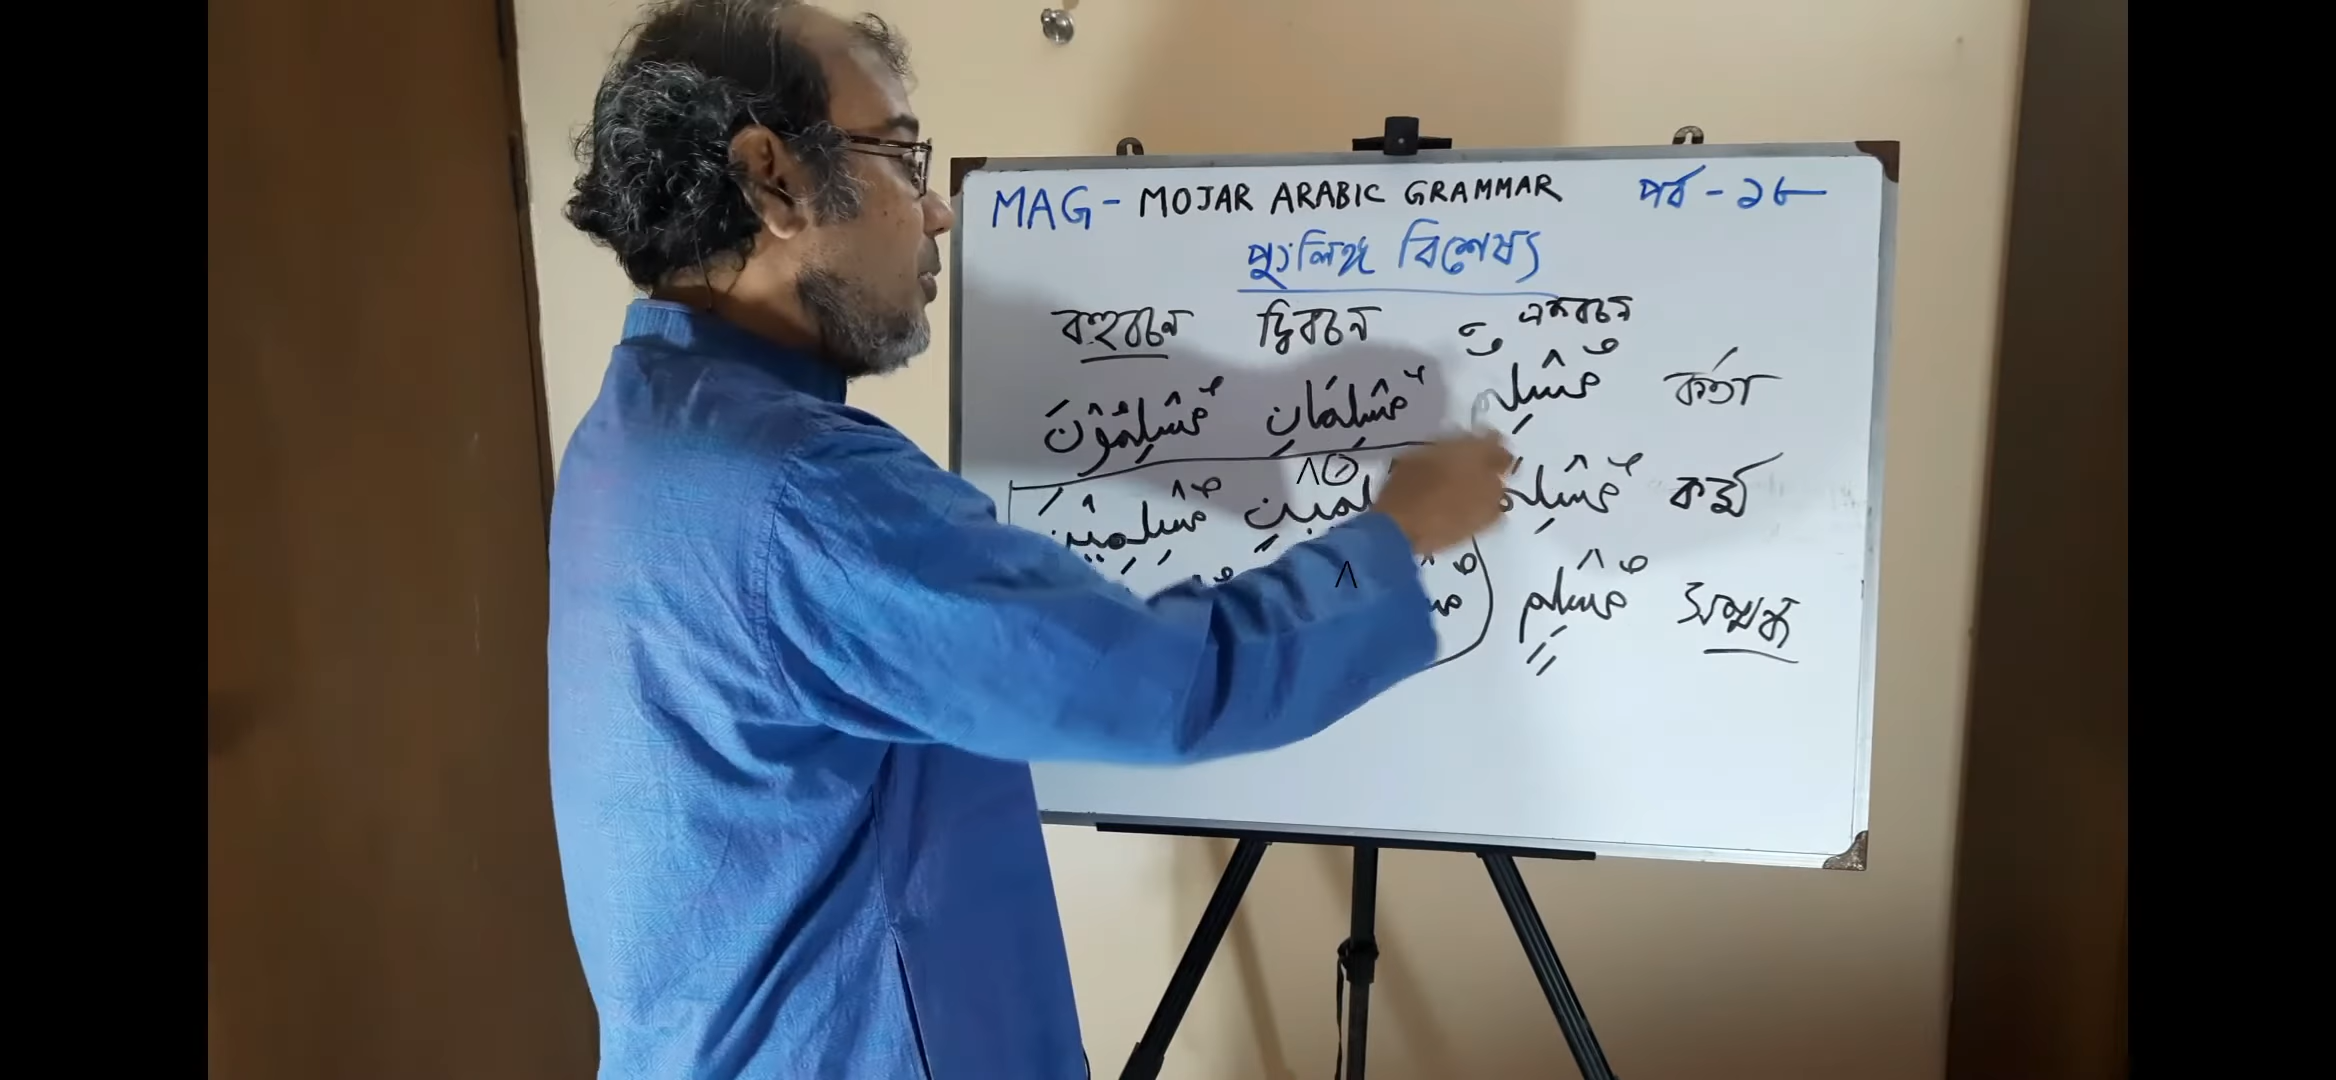 MAG - MOJAR ARABIC GRAMMAR পর্ব - ১৮
পুংলিঙ্গ বিশেষ্য
বহুবচন দ্বিবচন একবচন
مُسْلِمُوْنَ مُسْلِمَانِ مُسْلِمٌ কর্তা
مُسْلِمِيْنَ কর্ম
مُسْلِمٍ সম্বন্ধ